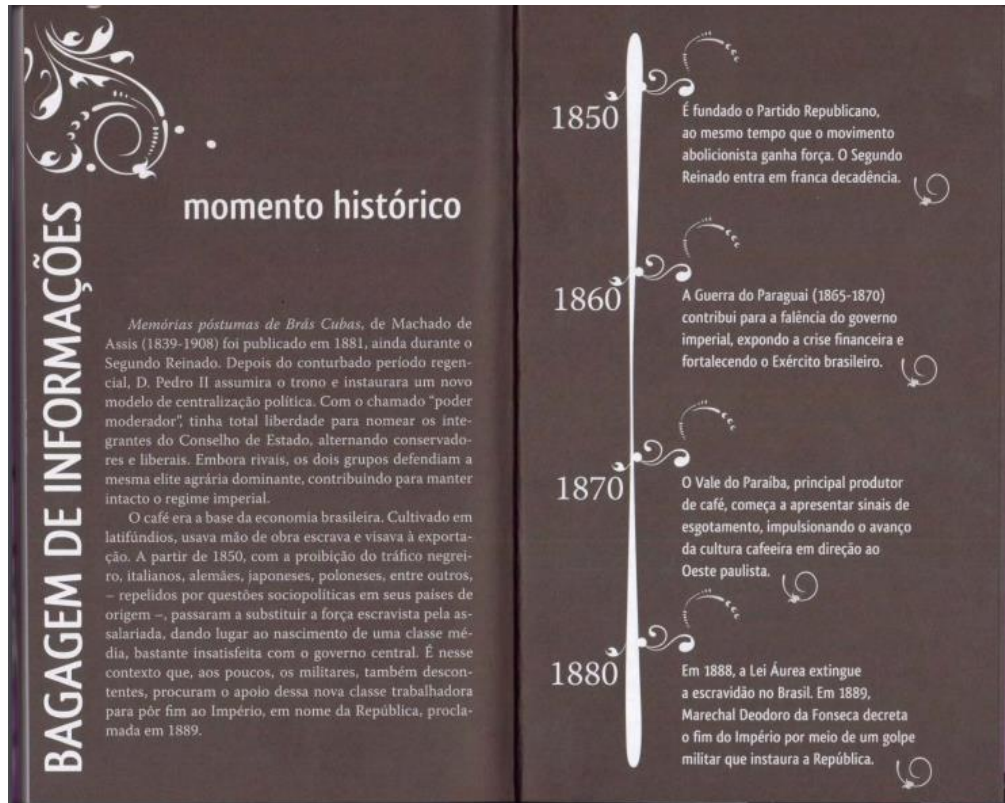 BAGAGEM DE INFORMAÇÕES
momento histórico
Memórias póstumas de Brás Cubas, de Machado de
Assis (1839-1908) foi publicado em 1881, ainda durante o
Segundo Reinado. Depois do conturbado período regen-
cial, D. Pedro II assumira o trono e instaurara um novo
modelo de centralização política. Com o chamado "poder
moderador", tinha total liberdade para nomear os inte-
grantes do Conselho de Estado, alternando conservado-
res e liberais. Embora rivais, os dois grupos defendiam a
mesma elite agrária dominante, contribuindo para manter
intacto o regime imperial.
O café era a base da economia brasileira. Cultivado em
latifúndios, usava mão de obra escrava e visava à exporta-
ção. A partir de 1850, com a proibição do tráfico negrei-
ro, italianos, alemães, japoneses, poloneses, entre outros,
– repelidos por questões sociopolíticas em seus países de
origem –, passaram a substituir a força escravista pela as-
salariada, dando lugar ao nascimento de uma classe mé-
dia, bastante insatisfeita com o governo central. É nesse
contexto que, aos poucos, os militares, também descon-
tentes, procuram o apoio dessa nova classe trabalhadora
para pôr fim ao Império, em nome da República, procla-
mada em 1889.
1850
É fundado o Partido Republicano,
ao mesmo tempo que o movimento
abolicionista ganha força. O Segundo
Reinado entra em franca decadência.
1860
A Guerra do Paraguai (1865-1870)
contribui para a falência do governo
imperial, expondo a crise financeira e
fortalecendo o Exército brasileiro.
1870
O Vale do Paraíba, principal produtor
de café, começa a apresentar sinais de
esgotamento, impulsionando o avanço
da cultura cafeeira em direção ao
Oeste paulista.
1880
Em 1888, a Lei Áurea extingue
a escravidão no Brasil. Em 1889,
Marechal Deodoro da Fonseca decreta
o fim do Império por meio de um golpe
militar que instaura a República.